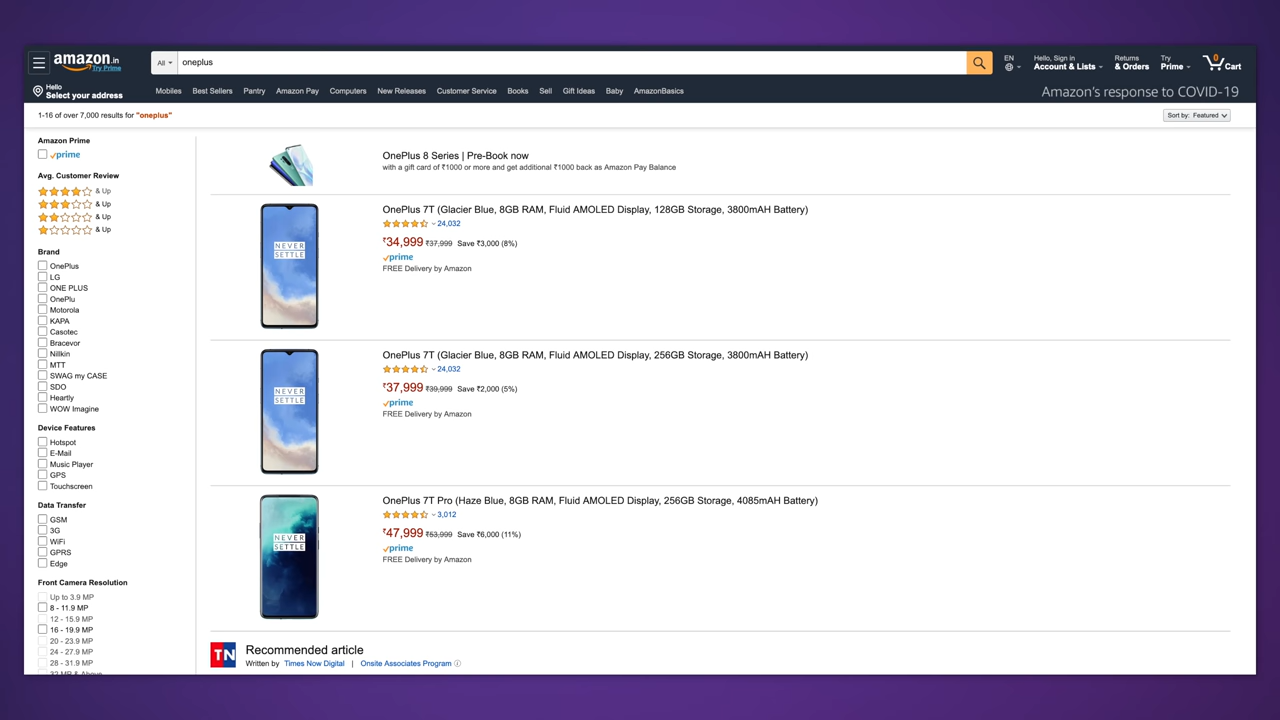 amazon.in
Try Prime
All
oneplus
EN
Hello, Sign in
Account & Lists
Returns
& Orders
Try
Prime
0
Cart
Hello
Select your address
Mobiles
Best Sellers
Pantry
Amazon Pay
Computers
New Releases
Customer Service
Books
Sell
Gift Ideas
Baby
AmazonBasics
Amazon's response to COVID-19
1-16 of over 7,000 results for "oneplus"
Sort by: Featured
Amazon Prime
prime
Avg. Customer Review
& Up
& Up
& Up
& Up
Brand
OnePlus
LG
ONE PLUS
OnePlu
Motorola
KAPA
Casotec
Bracevor
Nillkin
MTT
SWAG my CASE
SDO
Heartly
WOW Imagine
Device Features
Hotspot
E-Mail
Music Player
GPS
Touchscreen
Data Transfer
GSM
3G
WiFi
GPRS
Edge
Front Camera Resolution
Up to 3.9 MP
8 - 11.9 MP
12 - 15.9 MP
16 - 19.9 MP
20 - 23.9 MP
24 - 27.9 MP
28 - 31.9 MP
32 MP & Above
OnePlus 8 Series | Pre-Book now
with a gift card of ₹1000 or more and get additional ₹1000 back as Amazon Pay Balance
NEVER
SETTLE
OnePlus 7T (Glacier Blue, 8GB RAM, Fluid AMOLED Display, 128GB Storage, 3800mAH Battery)
24,032
₹34,999 ₹37,999 Save ₹3,000 (8%)
prime
FREE Delivery by Amazon
NEVER
SETTLE
OnePlus 7T (Glacier Blue, 8GB RAM, Fluid AMOLED Display, 256GB Storage, 3800mAH Battery)
24,032
₹37,999 ₹39,999 Save ₹2,000 (5%)
prime
FREE Delivery by Amazon
NEVER
SETTLE
OnePlus 7T Pro (Haze Blue, 8GB RAM, Fluid AMOLED Display, 256GB Storage, 4085mAH Battery)
3,012
₹47,999 ₹53,999 Save ₹6,000 (11%)
prime
FREE Delivery by Amazon
TN
Recommended article
Written by Times Now Digital | Onsite Associates Program